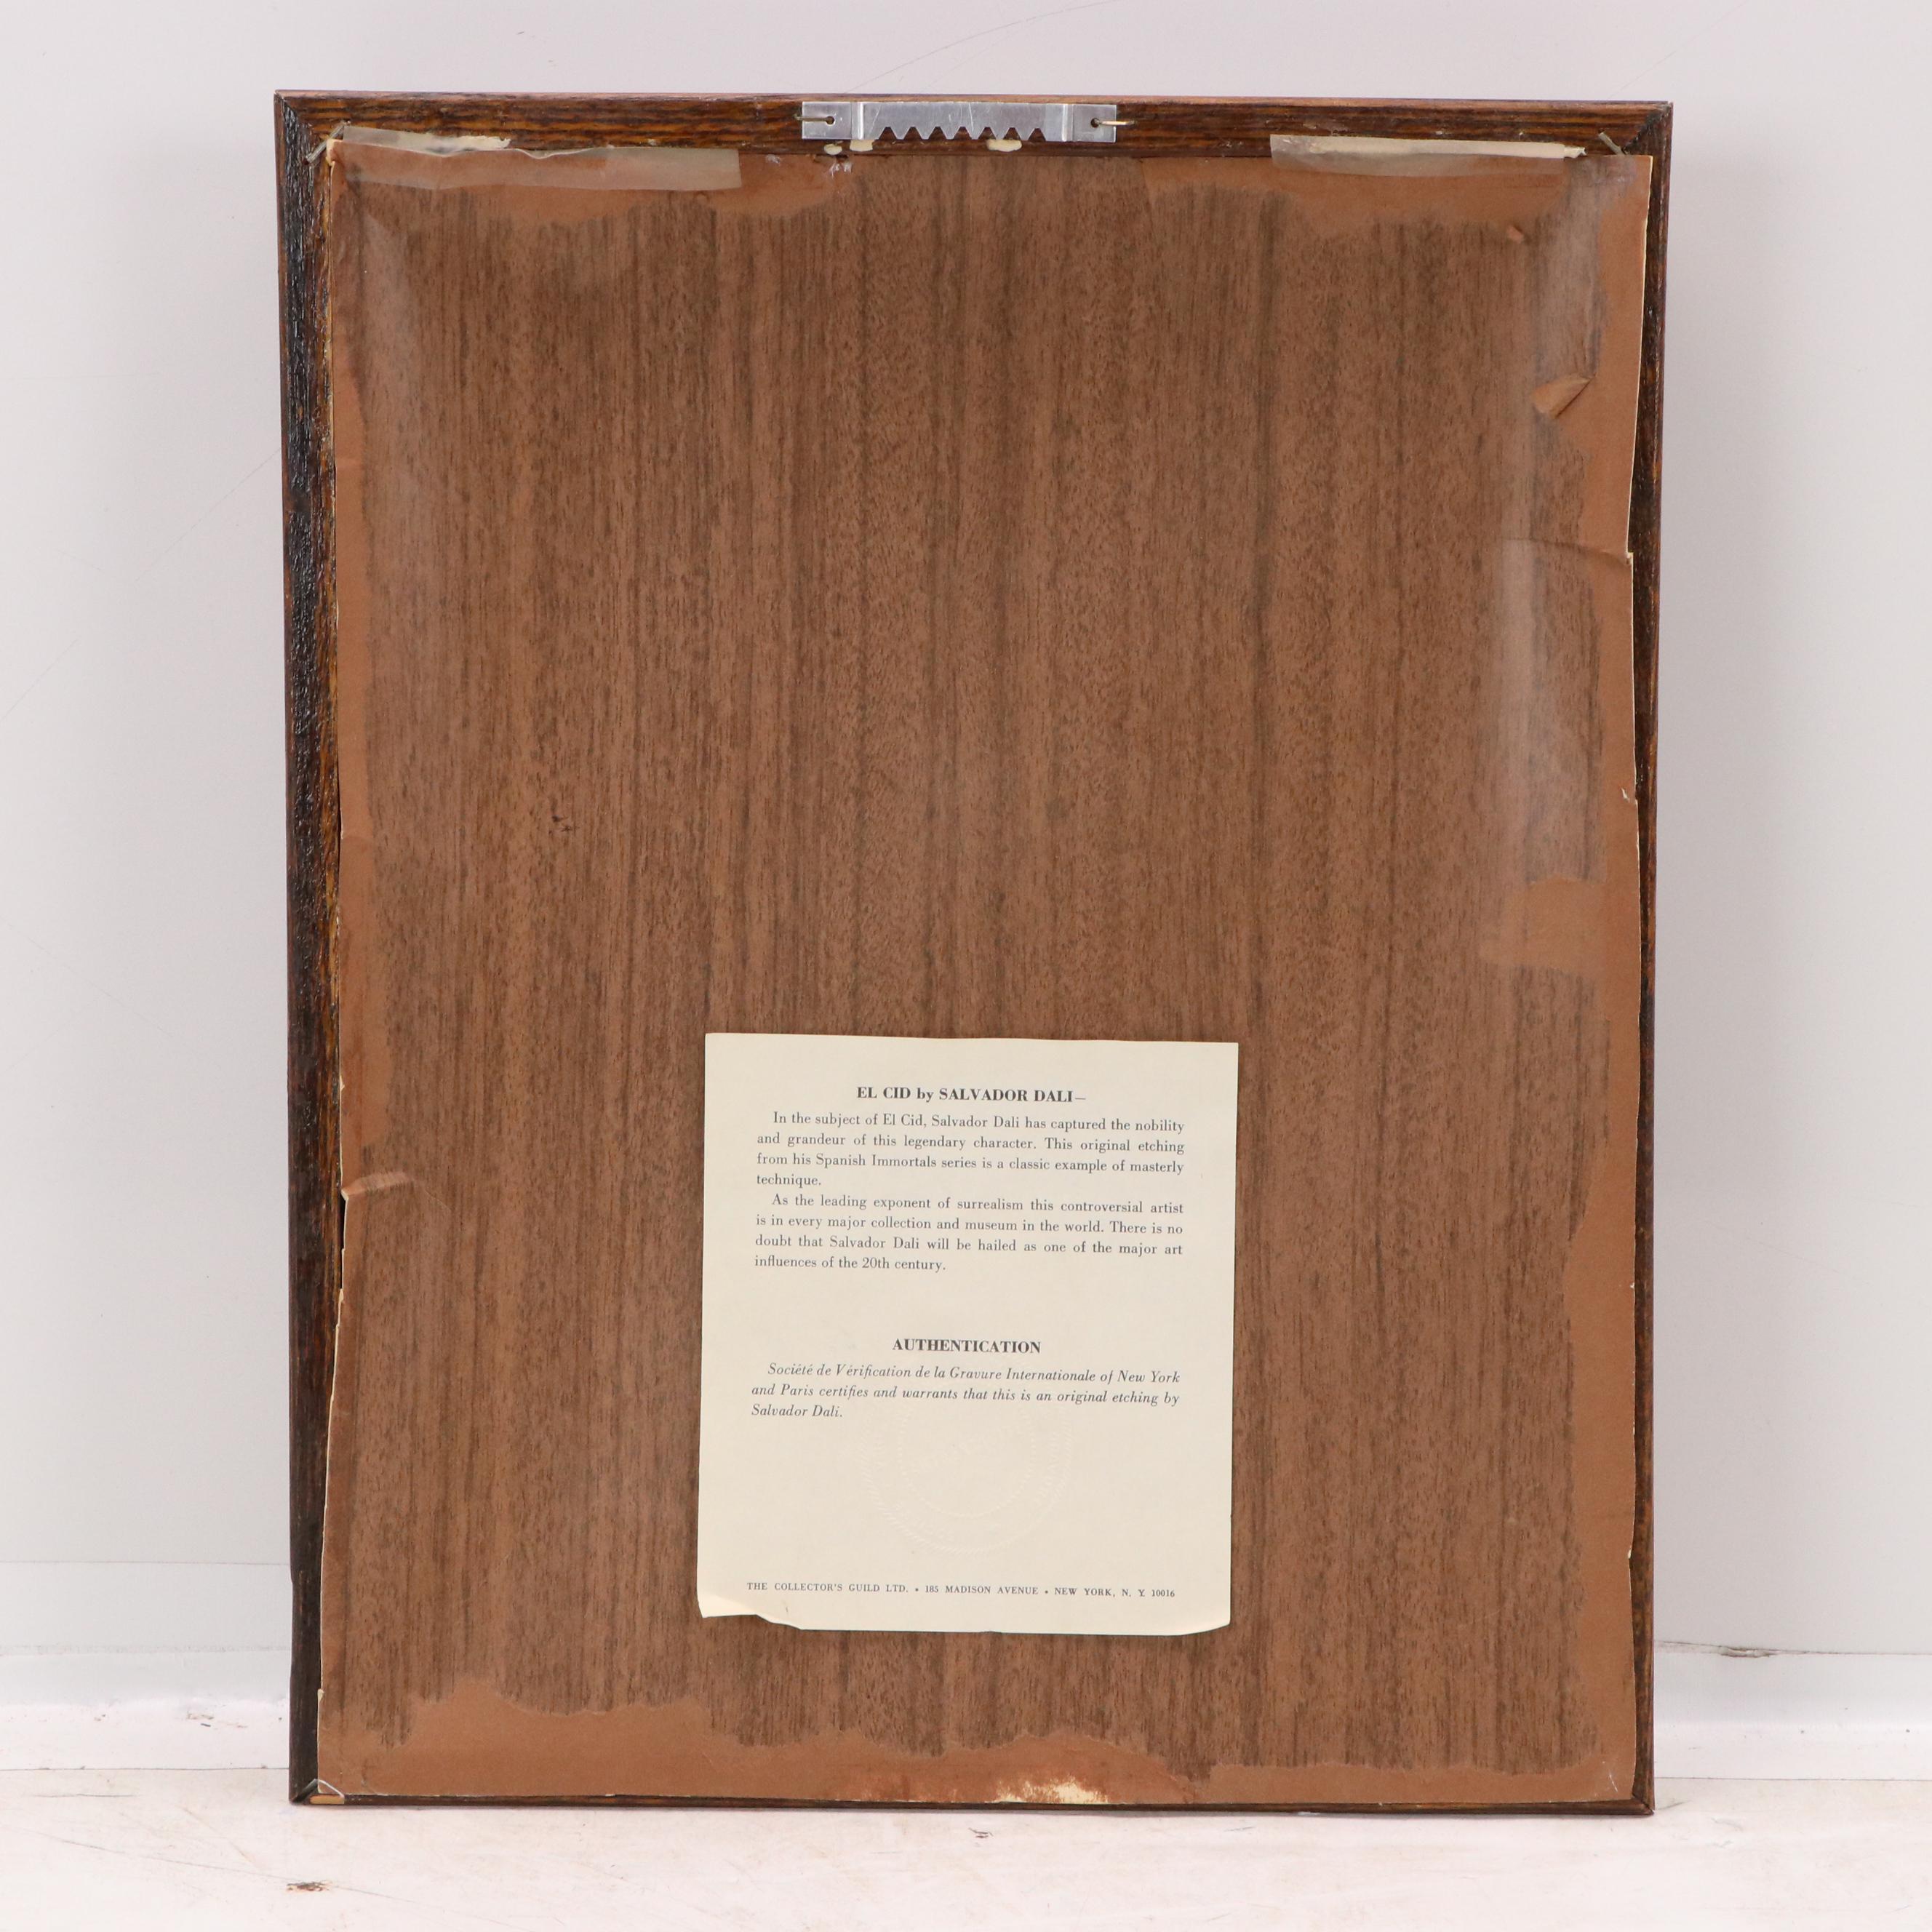 EL CID by SALVADOR DALI—
In the subject of El Cid, Salvador Dali has captured the nobility
and grandeur of this legendary character. This original etching
from his Spanish Immortals series is a classic example of masterly
technique.
As the leading exponent of surrealism this controversial artist
is in every major collection and museum in the world. There is no
doubt that Salvador Dali will be hailed as one of the major art
influences of the 20th century.
AUTHENTICATION
Société de Vérification de la Gravure Internationale of New York
and Paris certifies and warrants that this is an original etching by
Salvador Dali.
THE COLLECTOR'S GUILD LTD. • 185 MADISON AVENUE • NEW YORK, N. Y. 10016